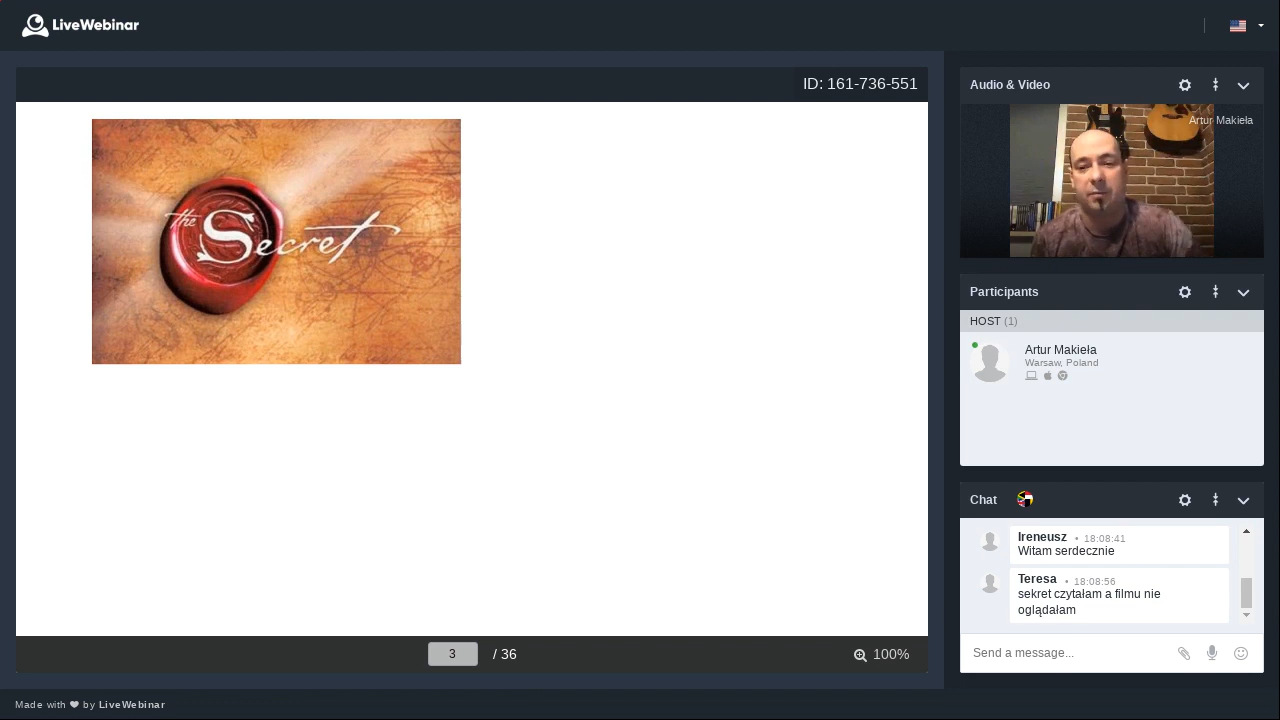 LiveWebinar
ID: 161-736-551
the Secret
3 / 36
100%
Audio & Video
Artur Makieła
Participants
HOST (1)
Artur Makieła
Warsaw, Poland
Chat
Ireneusz • 18:08:41
Witam serdecznie
Teresa • 18:08:56
sekret czytałam a filmu nie
oglądałam
Send a message...
Made with by LiveWebinar